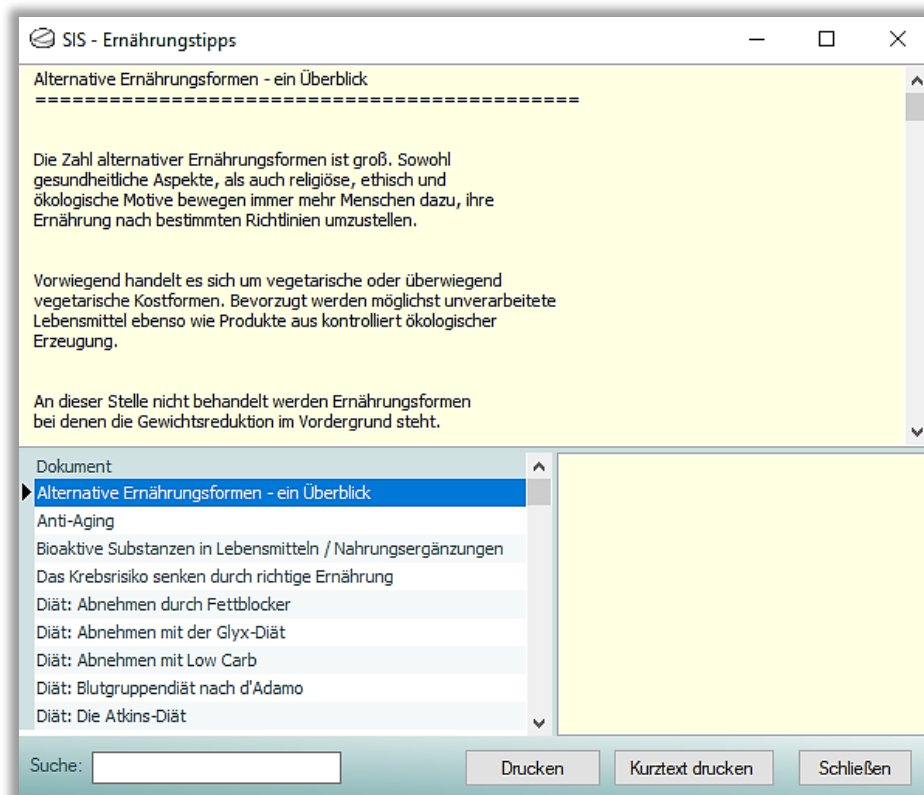 SIS - Ernährungstipps
Alternative Ernährungsformen - ein Überblick
============================================
Die Zahl alternativer Ernährungsformen ist groß. Sowohl
gesundheitliche Aspekte, als auch religiöse, ethisch und
ökologische Motive bewegen immer mehr Menschen dazu, ihre
Ernährung nach bestimmten Richtlinien umzustellen.
Vorwiegend handelt es sich um vegetarische oder überwiegend
vegetarische Kostformen. Bevorzugt werden möglichst unverarbeitete
Lebensmittel ebenso wie Produkte aus kontrolliert ökologischer
Erzeugung.
An dieser Stelle nicht behandelt werden Ernährungsformen
bei denen die Gewichtsreduktion im Vordergrund steht.
Dokument
Alternative Ernährungsformen - ein Überblick
Anti-Aging
Bioaktive Substanzen in Lebensmitteln / Nahrungsergänzungen
Das Krebsrisiko senken durch richtige Ernährung
Diät: Abnehmen durch Fettblocker
Diät: Abnehmen mit der Glyx-Diät
Diät: Abnehmen mit Low Carb
Diät: Blutgruppendiät nach d'Adamo
Diät: Die Atkins-Diät
Suche:
Drucken
Kurztext drucken
Schließen